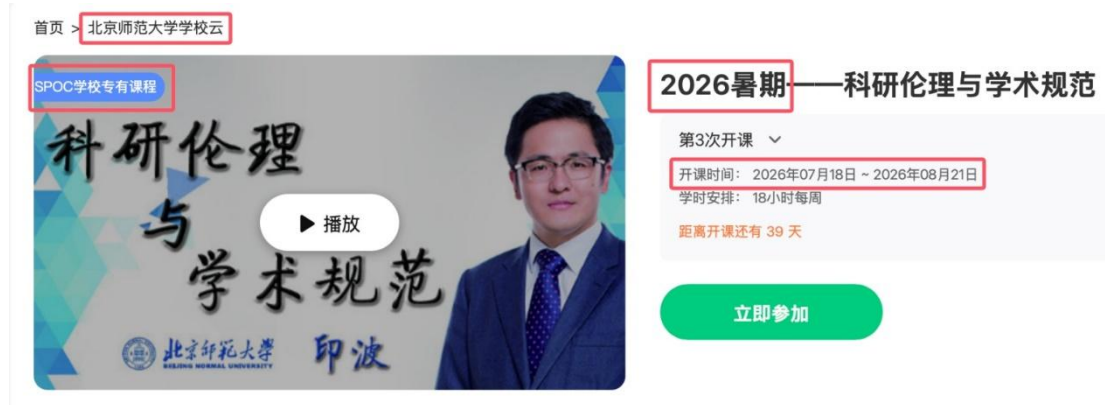 首页 > 北京师范大学学校云
SPOC学校专有课程
科研伦理
与
学术规范
播放
北京师范大学
BEIJING NORMAL UNIVERSITY
印波
2026暑期——科研伦理与学术规范
第3次开课
开课时间： 2026年07月18日 ~ 2026年08月21日
学时安排： 18小时每周
距离开课还有 39 天
立即参加